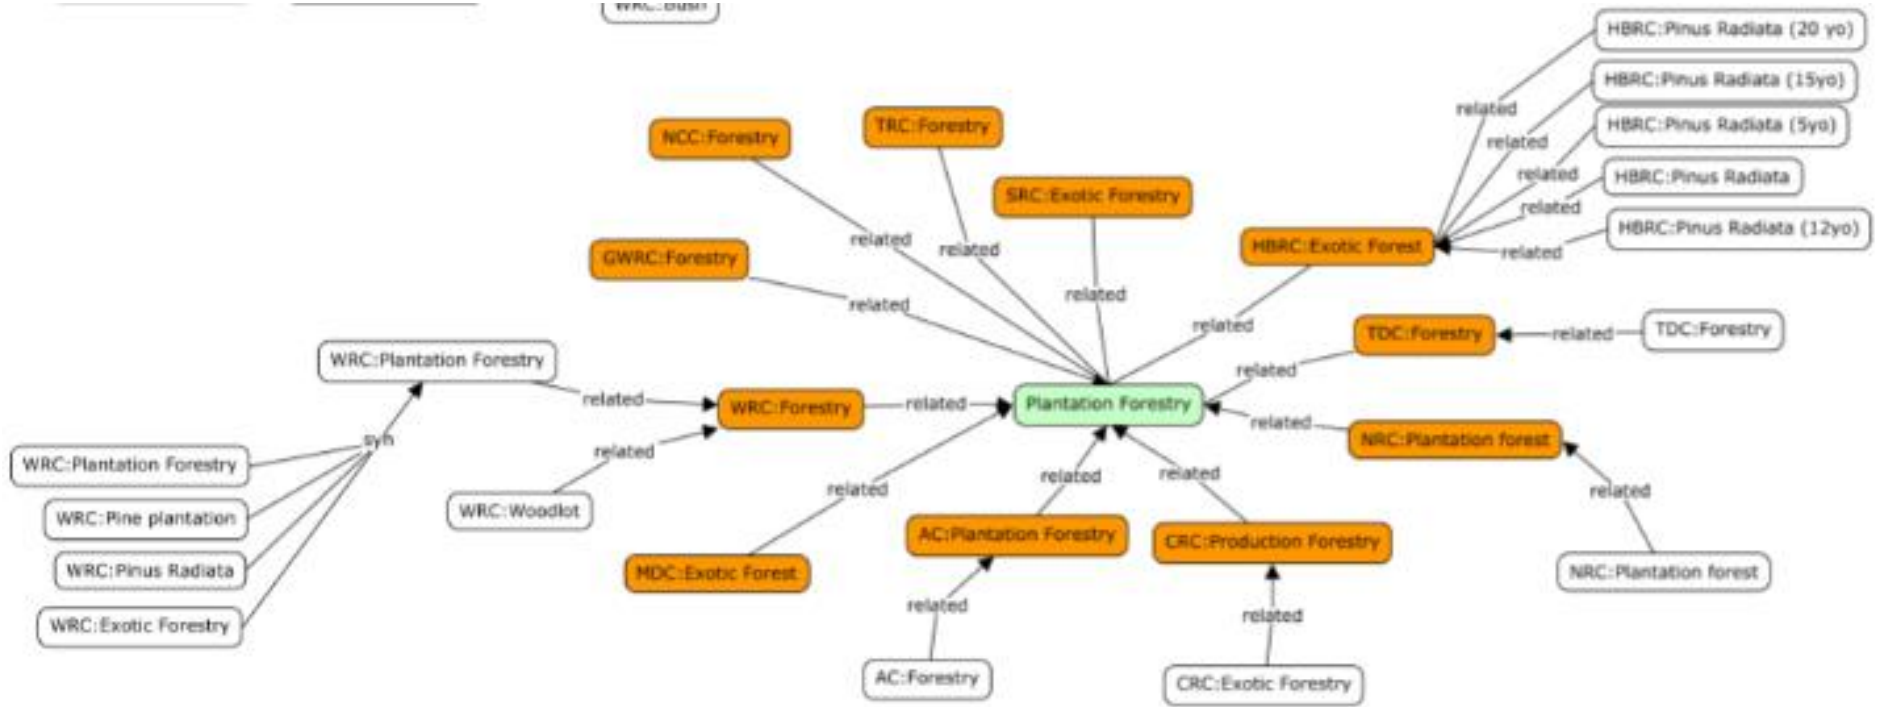 WRC:Bush
HBRC:Pinus Radiata (20 yo)
HBRC:Pinus Radiata (15yo)
related
NCC:Forestry
TRC:Forestry
HBRC:Pinus Radiata (5yo)
related
related
HBRC:Pinus Radiata
SRC:Exotic Forestry
related
HBRC:Pinus Radiata (12yo)
related
related
HBRC:Exotic Forest
related
GWRC:Forestry
related
related
related
TDC:Forestry
related
TDC:Forestry
WRC:Plantation Forestry
related
related
WRC:Forestry
related
Plantation Forestry
related
NRC:Plantation forest
syn
related
WRC:Plantation Forestry
related
related
related
related
WRC:Woodlot
WRC:Pine plantation
AC:Plantation Forestry
CRC:Production Forestry
WRC:Pinus Radiata
MDC:Exotic Forest
NRC:Plantation forest
related
related
WRC:Exotic Forestry
AC:Forestry
CRC:Exotic Forestry